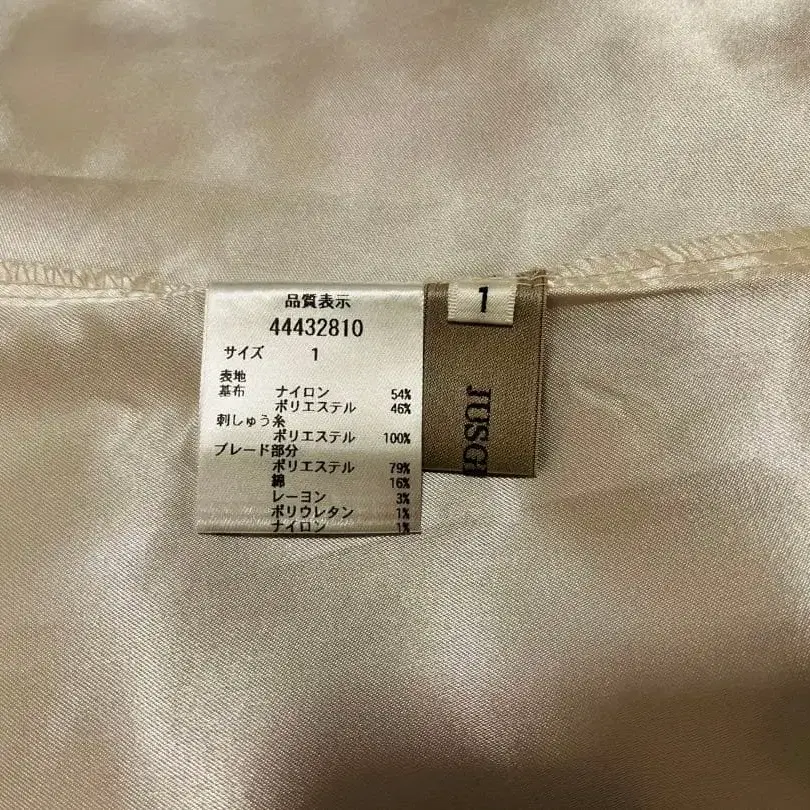 品質表示
44432810
サイズ 1
表地
基布 ナイロン 54%
ポリエステル 46%
刺しゅう糸
ポリエステル 100%
ブレード部分
ポリエステル 79%
綿 16%
レーヨン 3%
ポリウレタン 1%
ナイロン 1%
1
JUSG